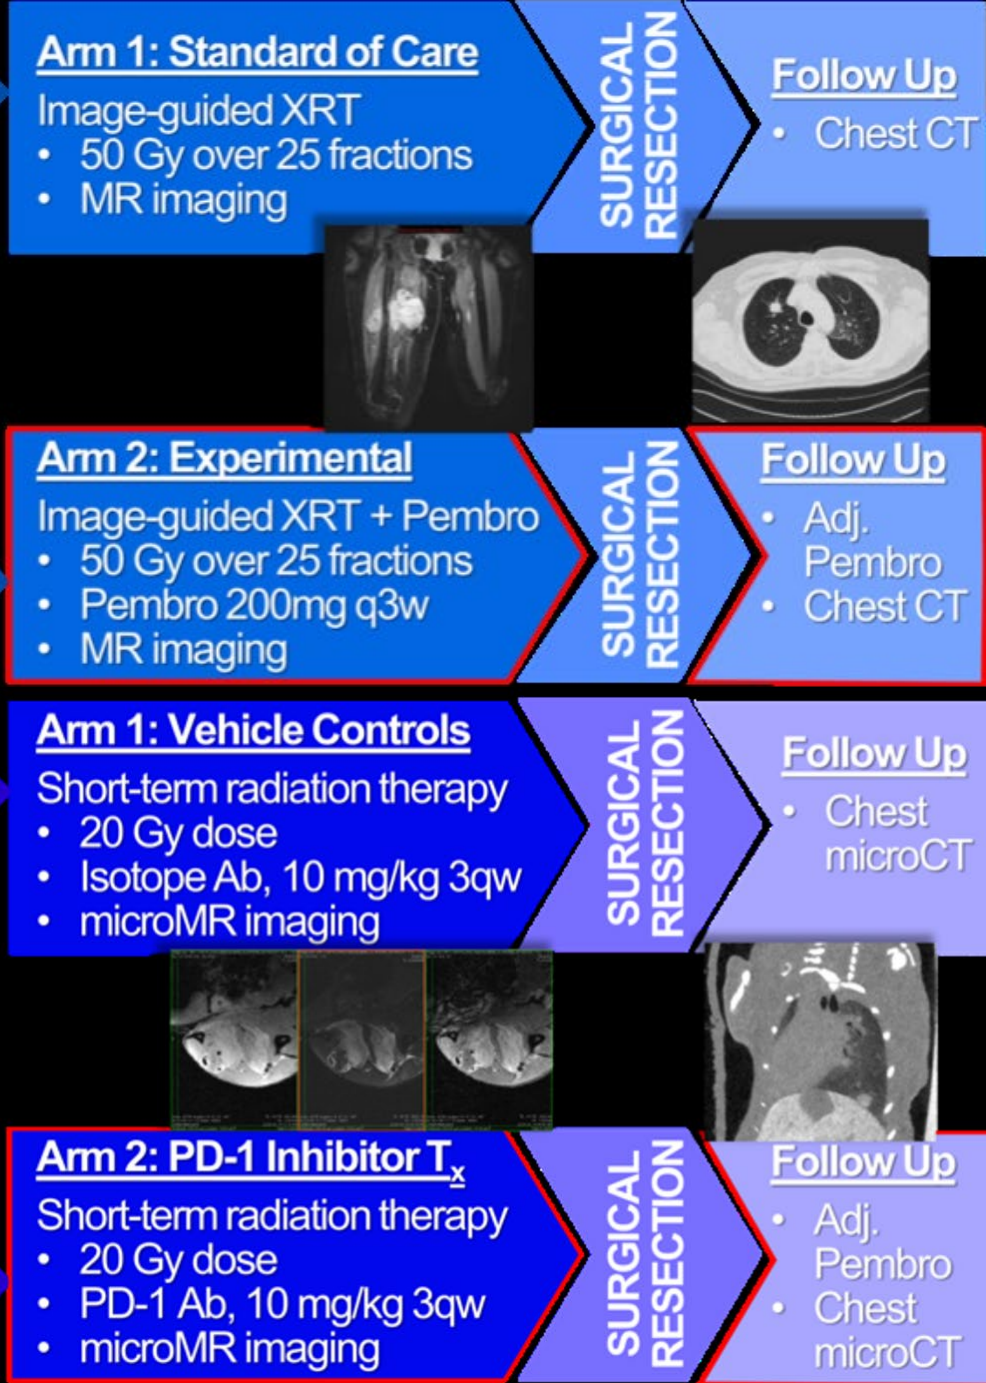 Arm 1: Standard of Care
Image-guided XRT
• 50 Gy over 25 fractions
• MR imaging
SURGICAL
RESECTION
Follow Up
• Chest CT
Arm 2: Experimental
Image-guided XRT + Pembro
• 50 Gy over 25 fractions
• Pembro 200mg q3w
• MR imaging
SURGICAL
RESECTION
Follow Up
• Adj.
Pembro
• Chest CT
Arm 1: Vehicle Controls
Short-term radiation therapy
• 20 Gy dose
• Isotope Ab, 10 mg/kg 3qw
• microMR imaging
SURGICAL
RESECTION
Follow Up
• Chest
microCT
Arm 2: PD-1 Inhibitor Tx
Short-term radiation therapy
• 20 Gy dose
• PD-1 Ab, 10 mg/kg 3qw
• microMR imaging
SURGICAL
RESECTION
Follow Up
• Adj.
Pembro
• Chest
microCT